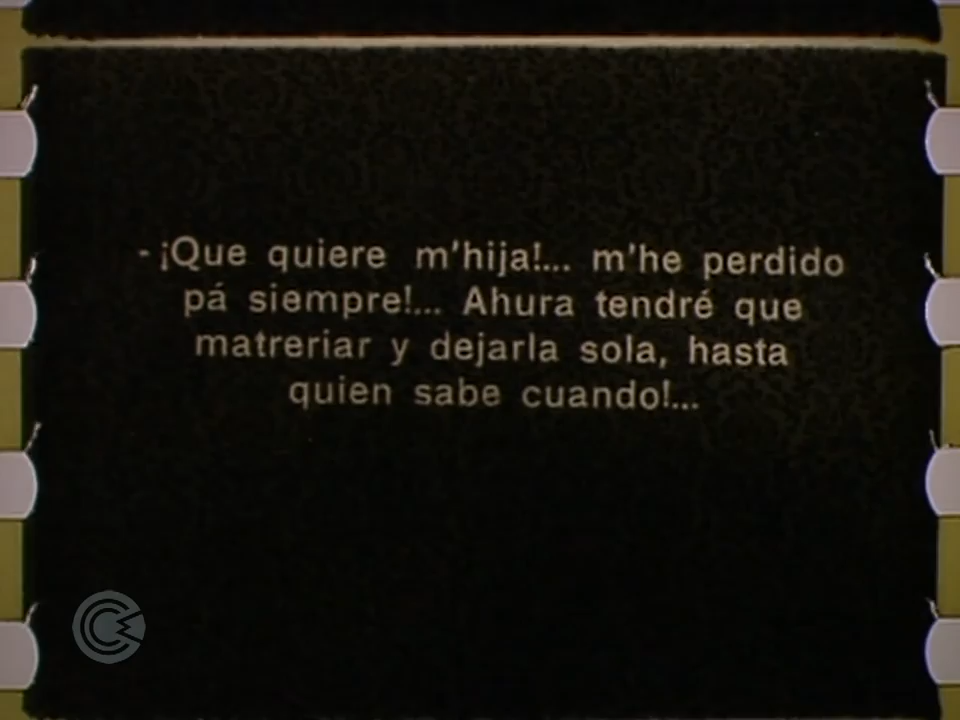 - ¡Que quiere m'hija!... m'he perdido
pá siempre!... Ahura tendré que
matreriar y dejarla sola, hasta
quien sabe cuando!...